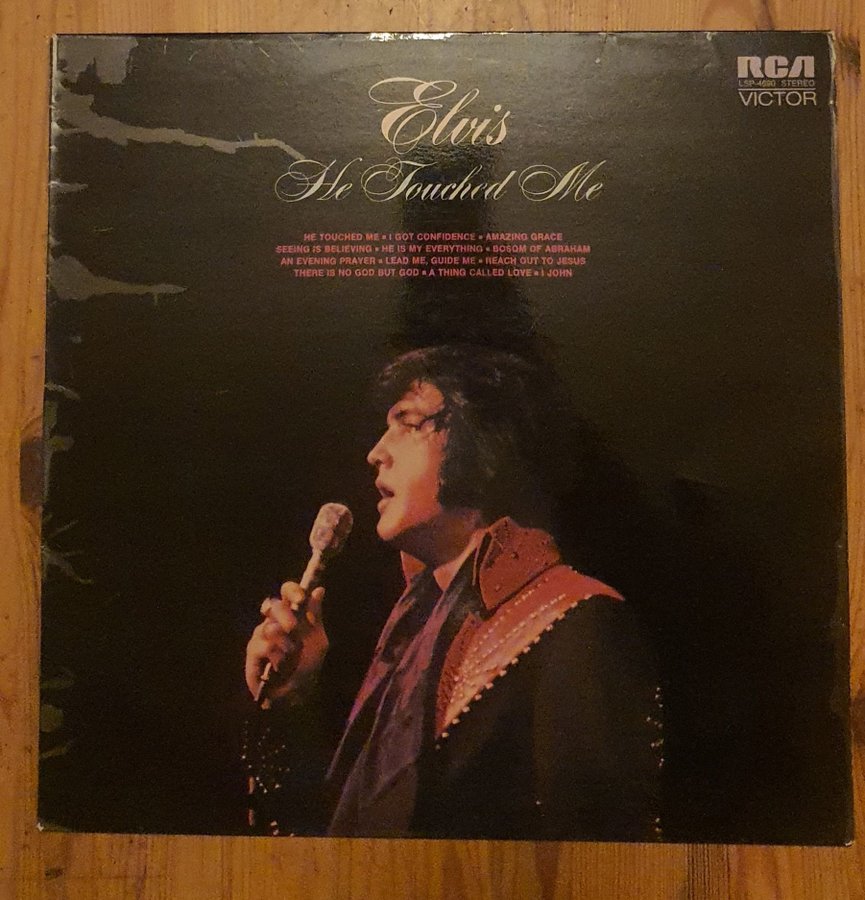 RCA
LSP-4690 STEREO
VICTOR
Elvis
He Touched Me
HE TOUCHED ME ■ I GOT CONFIDENCE ■ AMAZING GRACE
SEEING IS BELIEVING ■ HE IS MY EVERYTHING ■ BOSOM OF ABRAHAM
AN EVENING PRAYER ■ LEAD ME, GUIDE ME ■ REACH OUT TO JESUS
THERE IS NO GOD BUT GOD ■ A THING CALLED LOVE ■ I JOHN